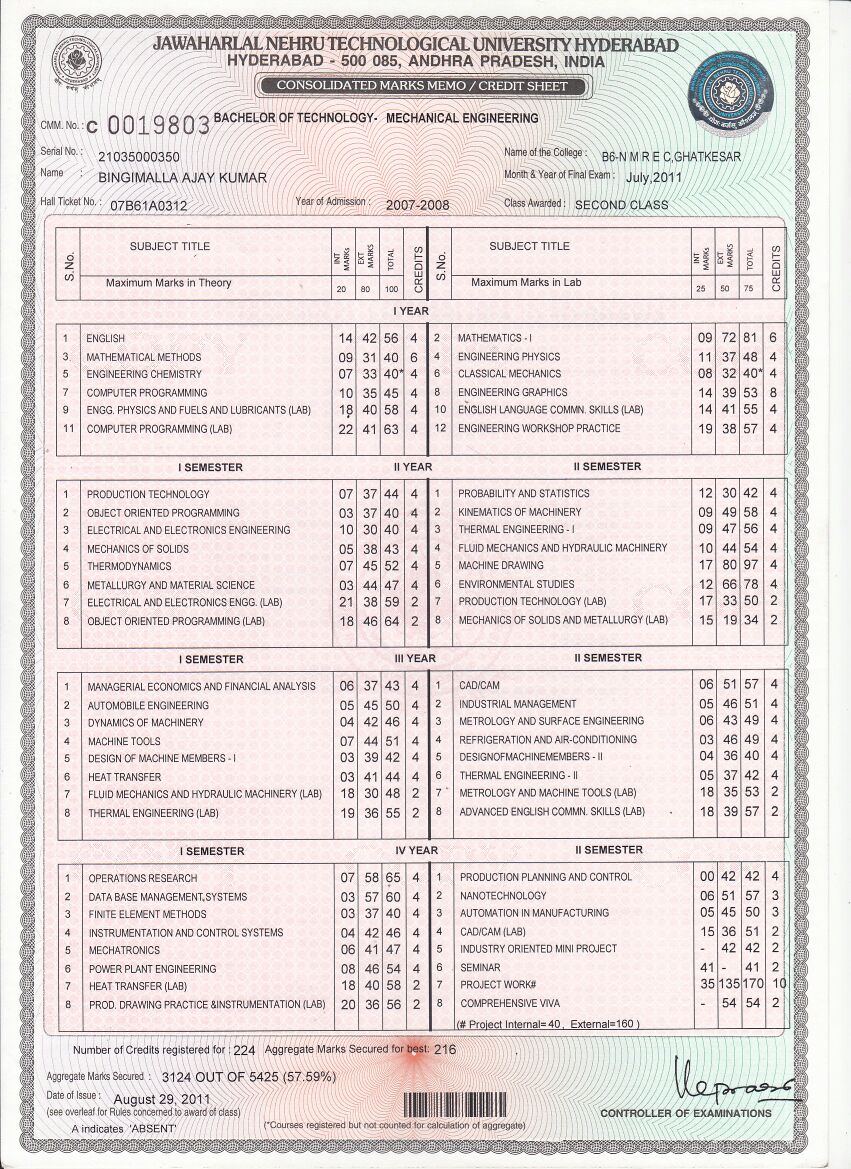 JAWAHARLAL NEHRU TECHNOLOGICAL UNIVERSITY HYDERABAD
HYDERABAD - 500 085, ANDHRA PRADESH, INDIA
CONSOLIDATED MARKS MEMO / CREDIT SHEET
CMM. No. : C 0019803 BACHELOR OF TECHNOLOGY- MECHANICAL ENGINEERING
Serial No. : 21035000350 Name of the College : B6-N M R E C,GHATKESAR
Name : BINGIMALLA AJAY KUMAR Month & Year of Final Exam : July,2011
Hall Ticket No. : 07B61A0312 Year of Admission : 2007-2008 Class Awarded : SECOND CLASS
S.No. SUBJECT TITLE INT MARKs EXT MARKS TOTAL CREDITS S.No. SUBJECT TITLE INT MARKs EXT MARKS TOTAL CREDITS
Maximum Marks in Theory 20 80 100 Maximum Marks in Lab 25 50 75
I YEAR
1 ENGLISH 14 42 56 4 2 MATHEMATICS - I 09 72 81 6
3. MATHEMATICAL METHODS 09 31 40 6 4 ENGINEERING PHYSICS 11 37 48 4
5 ENGINEERING CHEMISTRY 07 33 40* 4 6 CLASSICAL MECHANICS 08 32 40* 4
7 COMPUTER PROGRAMMING 10 35 45 4 8 ENGINEERING GRAPHICS 14 39 53 8
9 ENGG. PHYSICS AND FUELS AND LUBRICANTS (LAB) 18 40 58 4 10 ENGLISH LANGUAGE COMMN. SKILLS (LAB) 14 41 55 4
11 COMPUTER PROGRAMMING (LAB) 22 41 63 4 12 ENGINEERING WORKSHOP PRACTICE 19 38 57 4
I SEMESTER II YEAR II SEMESTER
1 PRODUCTION TECHNOLOGY 07 37 44 4 1 PROBABILITY AND STATISTICS 12 30 42 4
2 OBJECT ORIENTED PROGRAMMING 03 37 40 4 2 KINEMATICS OF MACHINERY 09 49 58 4
3 ELECTRICAL AND ELECTRONICS ENGINEERING 10 30 40 4 3 THERMAL ENGINEERING - I 09 47 56 4
4 MECHANICS OF SOLIDS 05 38 43 4 4 FLUID MECHANICS AND HYDRAULIC MACHINERY 10 44 54 4
5 THERMODYNAMICS 07 45 52 4 5 MACHINE DRAWING 17 80 97 4
6 METALLURGY AND MATERIAL SCIENCE 03 44 47 4 6 ENVIRONMENTAL STUDIES 12 66 78 4
7 ELECTRICAL AND ELECTRONICS ENGG. (LAB) 21 38 59 2 7 PRODUCTION TECHNOLOGY (LAB) 17 33 50 2
8 OBJECT ORIENTED PROGRAMMING (LAB) 18 46 64 2 8 MECHANICS OF SOLIDS AND METALLURGY (LAB) 15 19 34 2
I SEMESTER III YEAR II SEMESTER
1 MANAGERIAL ECONOMICS AND FINANCIAL ANALYSIS 06 37 43 4 1 CAD/CAM 06 51 57 4
2 AUTOMOBILE ENGINEERING 05 45 50 4 2 INDUSTRIAL MANAGEMENT 05 46 51 4
3 DYNAMICS OF MACHINERY 04 42 46 4 3 METROLOGY AND SURFACE ENGINEERING 06 43 49 4
4 MACHINE TOOLS 07 44 51 4 4 REFRIGERATION AND AIR-CONDITIONING 03 46 49 4
5 DESIGN OF MACHINE MEMBERS - I 03 39 42 4 5 DESIGNOFMACHINEMEMBERS - II 04 36 40 4
6 HEAT TRANSFER 03 41 44 4 6 THERMAL ENGINEERING - II 05 37 42 4
7 FLUID MECHANICS AND HYDRAULIC MACHINERY (LAB) 18 30 48 2 7 METROLOGY AND MACHINE TOOLS (LAB) 18 35 53 2
8 THERMAL ENGINEERING (LAB) 19 36 55 2 8 ADVANCED ENGLISH COMMN. SKILLS (LAB) 18 39 57 2
I SEMESTER IV YEAR II SEMESTER
1 OPERATIONS RESEARCH 07 58 65 4 1 PRODUCTION PLANNING AND CONTROL 00 42 42 4
2 DATA BASE MANAGEMENT,SYSTEMS 03 57 60 4 2 NANOTECHNOLOGY 06 51 57 3
3 FINITE ELEMENT METHODS 03 37 40 4 3 AUTOMATION IN MANUFACTURING 05 45 50 3
4 INSTRUMENTATION AND CONTROL SYSTEMS 04 42 46 4 4 CAD/CAM (LAB) 15 36 51 2
5 MECHATRONICS 06 41 47 4 5 INDUSTRY ORIENTED MINI PROJECT - 42 42 2
6 POWER PLANT ENGINEERING 08 46 54 4 6 SEMINAR 41 - 41 2
7 HEAT TRANSFER (LAB) 18 40 58 2 7 PROJECT WORK# 35 135 170 10
8 PROD. DRAWING PRACTICE &INSTRUMENTATION (LAB) 20 36 56 2 8 COMPREHENSIVE VIVA - 54 54 2
(# Project Internal= 40 , External=160 )
Number of Credits registered for : 224 Aggregate Marks Secured for best: 216
Aggregate Marks Secured : 3124 OUT OF 5425 (57.59%)
Date of Issue : August 29, 2011
(see overleaf for Rules concerned to award of class)
CONTROLLER OF EXAMINATIONS
A indicates 'ABSENT' (*Courses registered but not counted for calculation of aggregate)